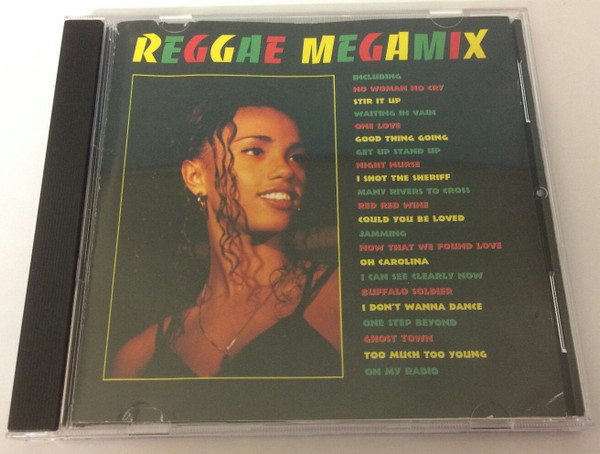 REGGAE MEGAMIX
INCLUDING
NO WOMAN NO CRY
STIR IT UP
WAITING IN VAIN
ONE LOVE
GOOD THING GOING
GET UP STAND UP
NIGHT NURSE
I SHOT THE SHERIFF
MANY RIVERS TO CROSS
RED RED WINE
COULD YOU BE LOVED
JAMMING
NOW THAT WE FOUND LOVE
OH CAROLINA
I CAN SEE CLEARLY NOW
BUFFALO SOLDIER
I DON'T WANNA DANCE
ONE STEP BEYOND
GHOST TOWN
TOO MUCH TOO YOUNG
ON MY RADIO